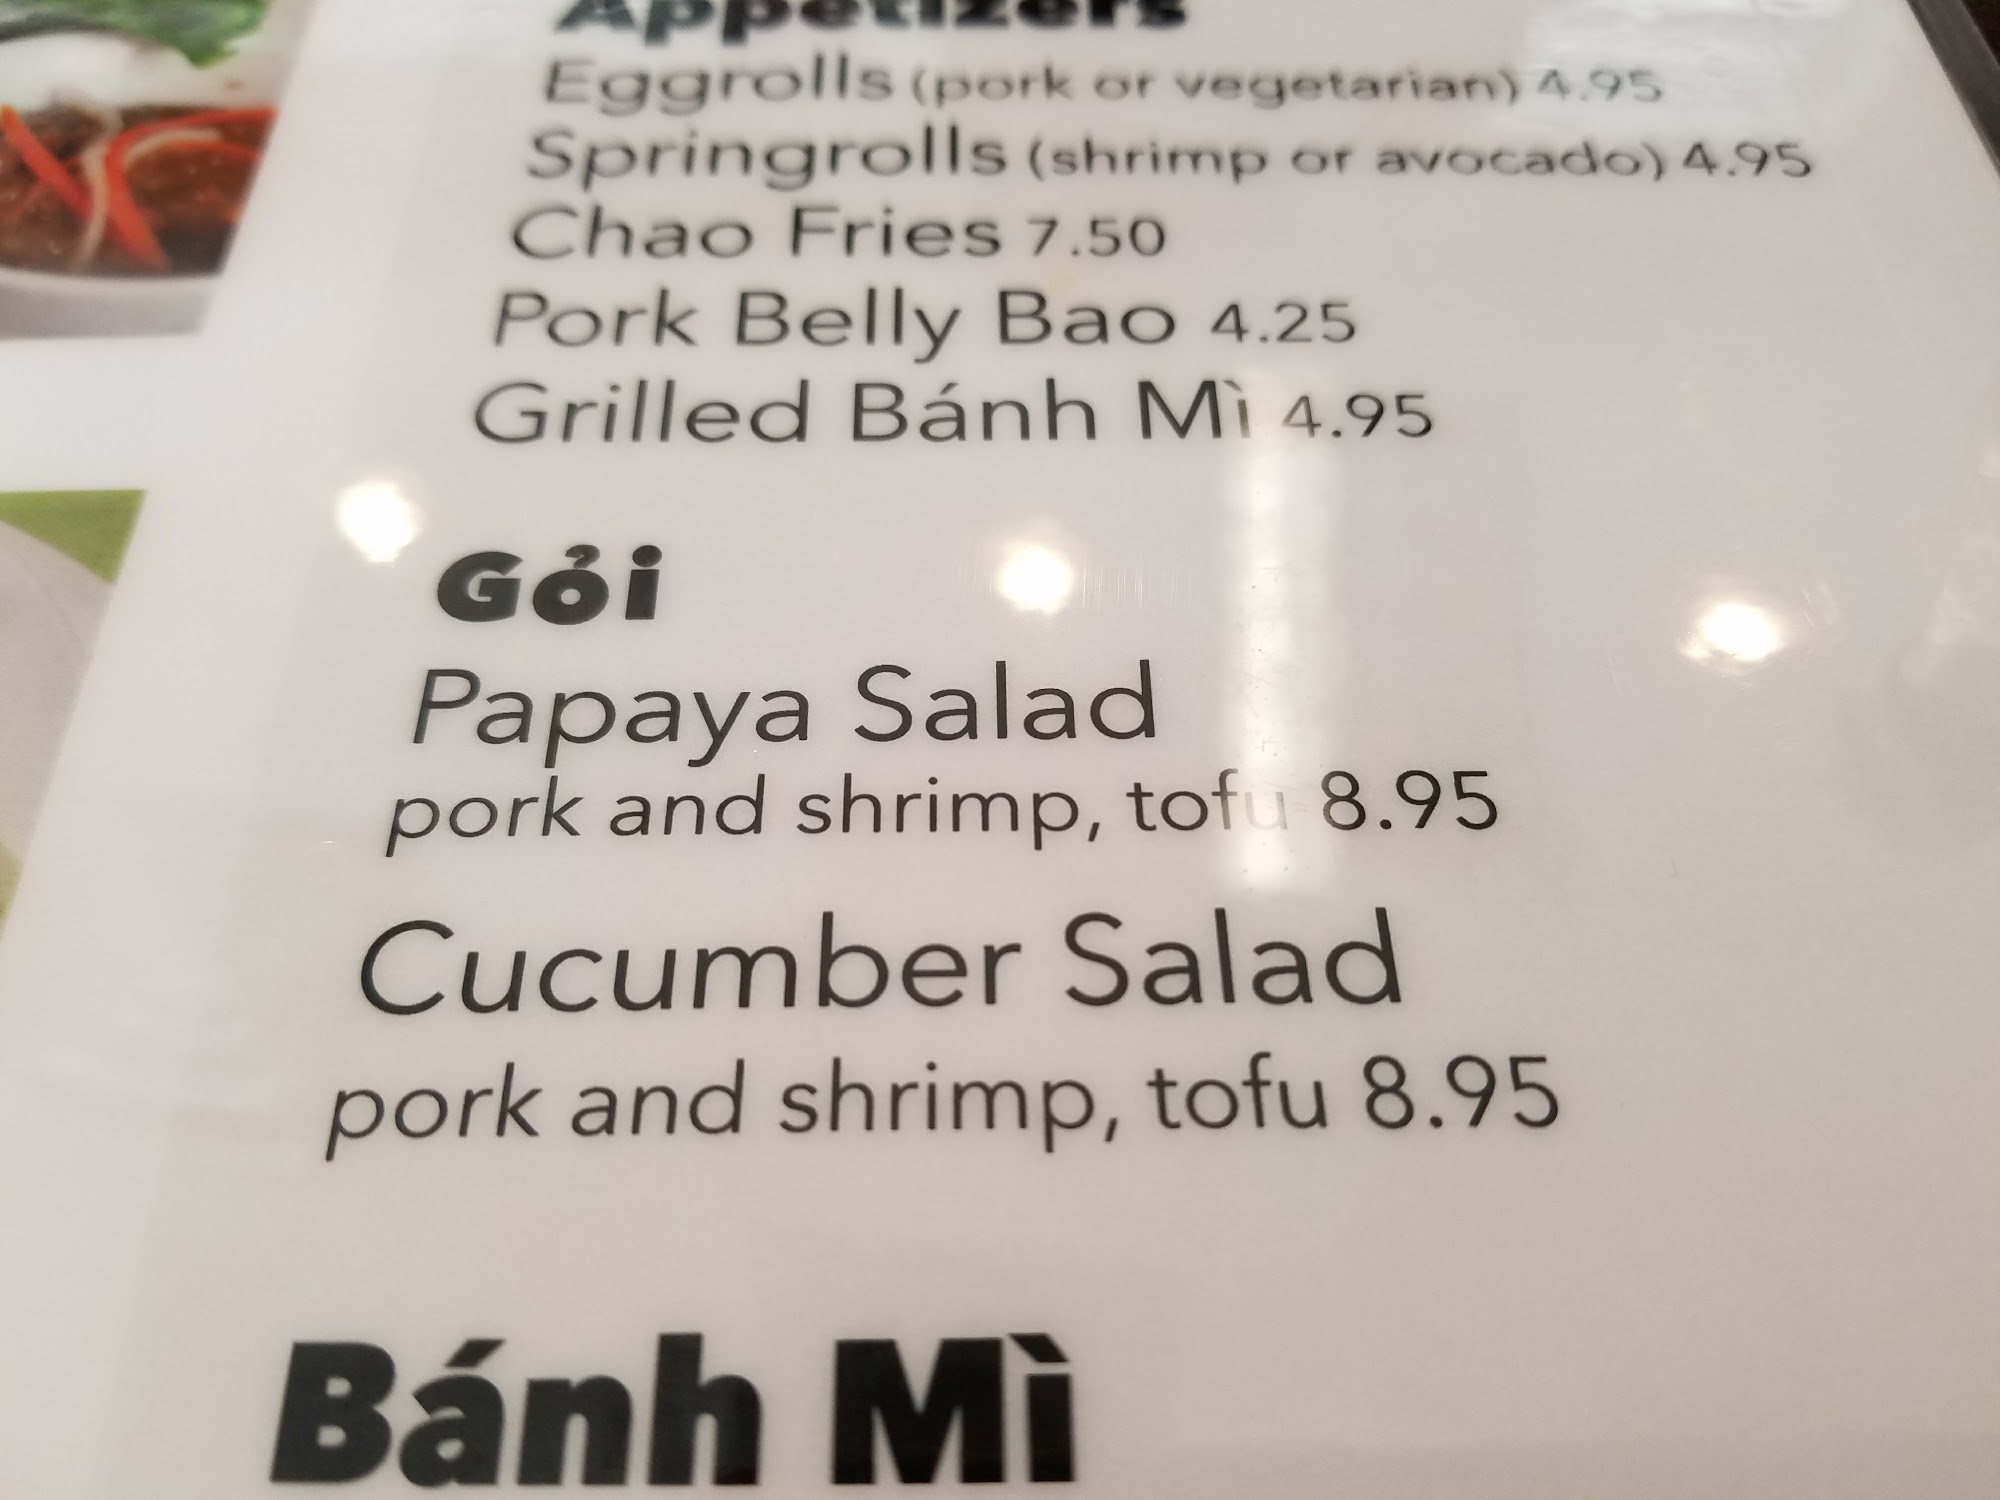 Appetizers
Eggrolls (pork or vegetarian) 4.95
Springrolls (shrimp or avocado) 4.95
Chao Fries 7.50
Pork Belly Bao 4.25
Grilled Bánh Mì 4.95
Gỏi
Papaya Salad
pork and shrimp, tofu 8.95
Cucumber Salad
pork and shrimp, tofu 8.95
Bánh Mì